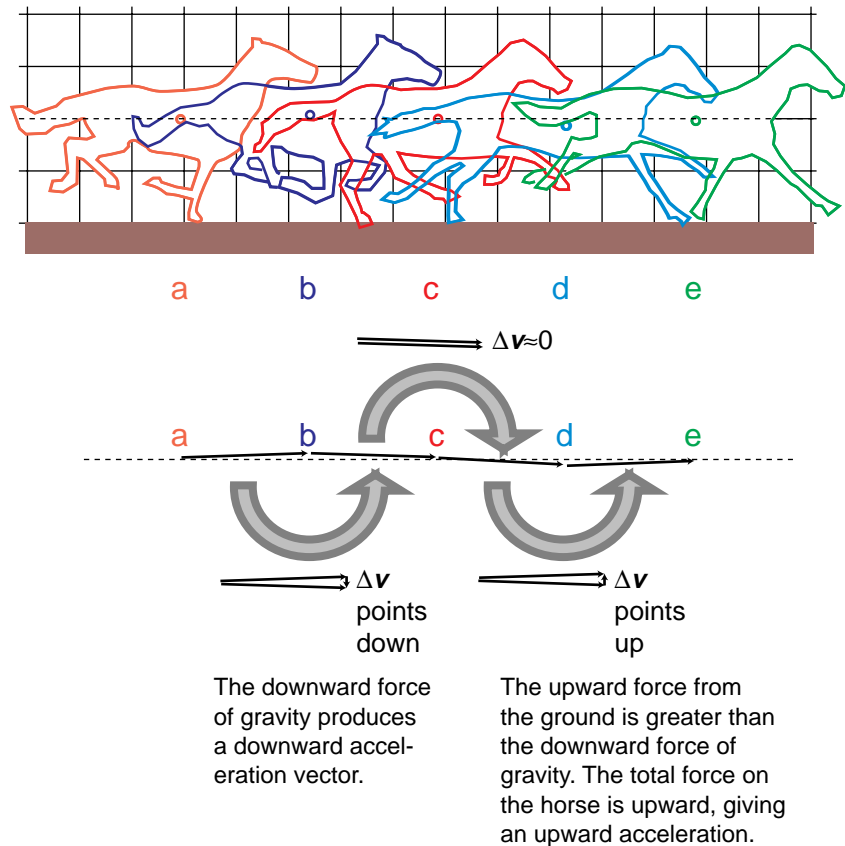 a b c d e
Δv≈0
a b c d e
Δv
points
down
Δv
points
up
The downward force
of gravity produces
a downward accel-
eration vector.
The upward force from
the ground is greater than
the downward force of
gravity. The total force on
the horse is upward, giving
an upward acceleration.